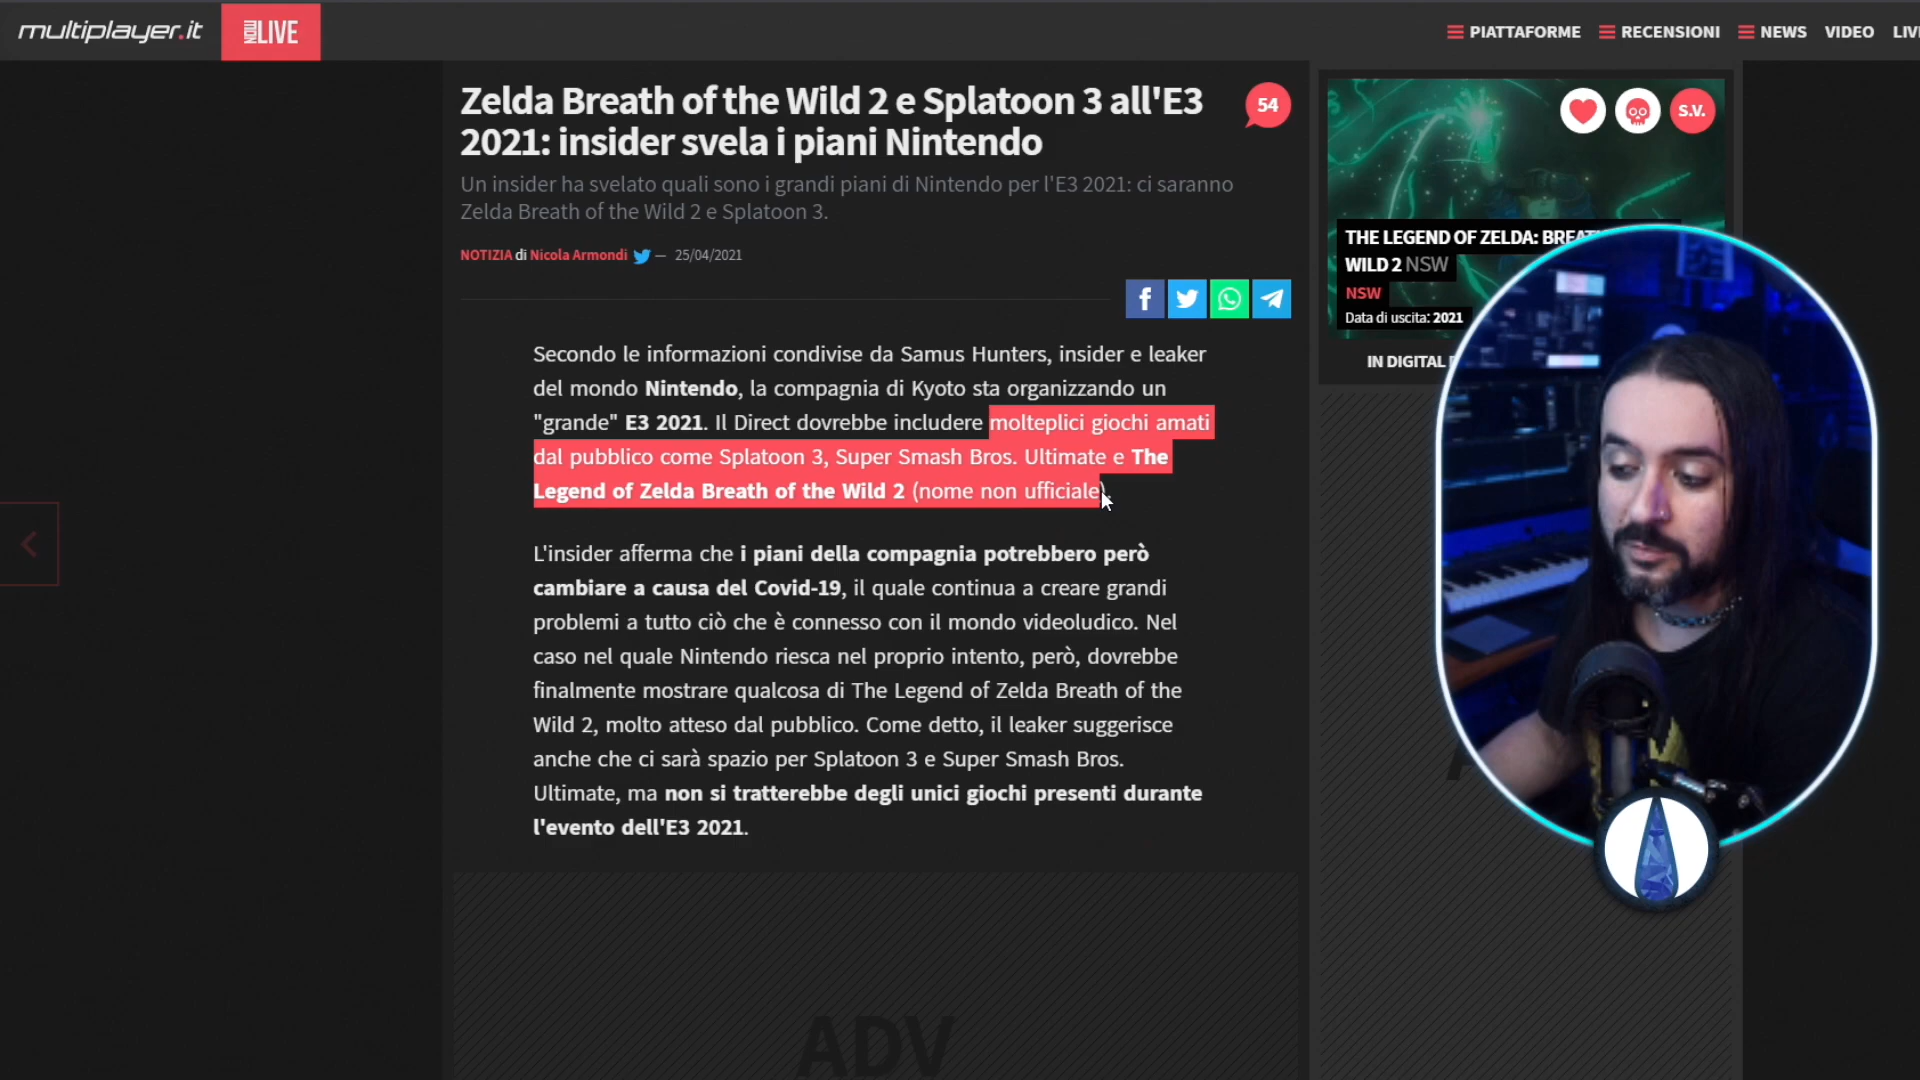 multiplayer.it
NOW LIVE
PIATTAFORME
RECENSIONI
NEWS
VIDEO
Zelda Breath of the Wild 2 e Splatoon 3 all'E3
2021: insider svela i piani Nintendo
54
Un insider ha svelato quali sono i grandi piani di Nintendo per l'E3 2021: ci saranno
Zelda Breath of the Wild 2 e Splatoon 3.
NOTIZIA di Nicola Armondi — 25/04/2021
Secondo le informazioni condivise da Samus Hunters, insider e leaker
del mondo Nintendo, la compagnia di Kyoto sta organizzando un
"grande" E3 2021. Il Direct dovrebbe includere molteplici giochi amati
dal pubblico come Splatoon 3, Super Smash Bros. Ultimate e The
Legend of Zelda Breath of the Wild 2 (nome non ufficiale).
L'insider afferma che i piani della compagnia potrebbero però
cambiare a causa del Covid-19, il quale continua a creare grandi
problemi a tutto ciò che è connesso con il mondo videoludico. Nel
caso nel quale Nintendo riesca nel proprio intento, però, dovrebbe
finalmente mostrare qualcosa di The Legend of Zelda Breath of the
Wild 2, molto atteso dal pubblico. Come detto, il leaker suggerisce
anche che ci sarà spazio per Splatoon 3 e Super Smash Bros.
Ultimate, ma non si tratterebbe degli unici giochi presenti durante
l'evento dell'E3 2021.
ADV
S.V.
THE LEGEND OF ZELDA:
WILD 2 NSW
NSW
Data di uscita: 2021
IN DIGITAL